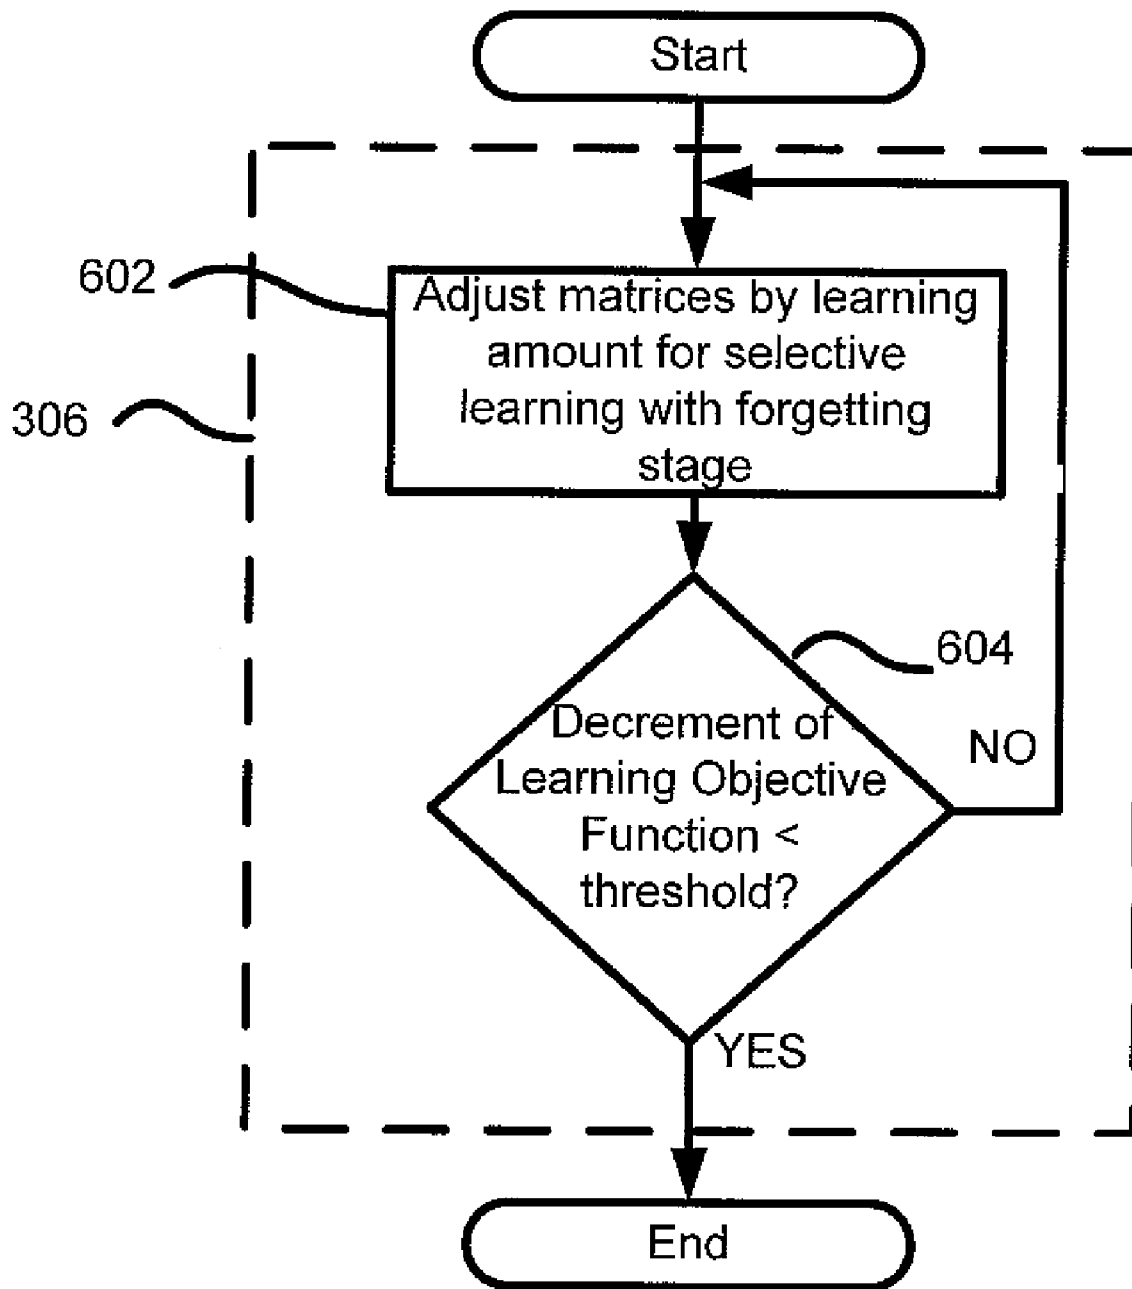 Start
602
Adjust matrices by learning
amount for selective
learning with forgetting
stage
306
604
Decrement of
Learning Objective
Function <
threshold?
NO
YES
End